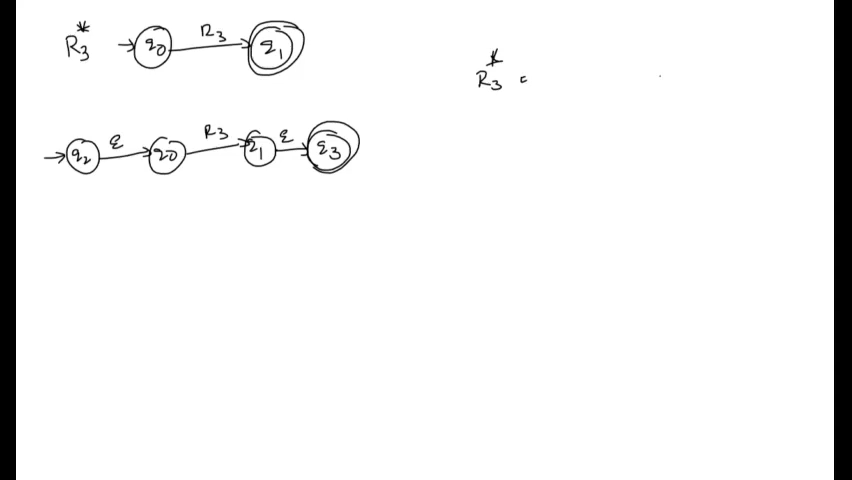 R₃* → q₀ R₃ q₁
R₃* =
→ q₂ ε q₀ R₃ q₁ ε q₃